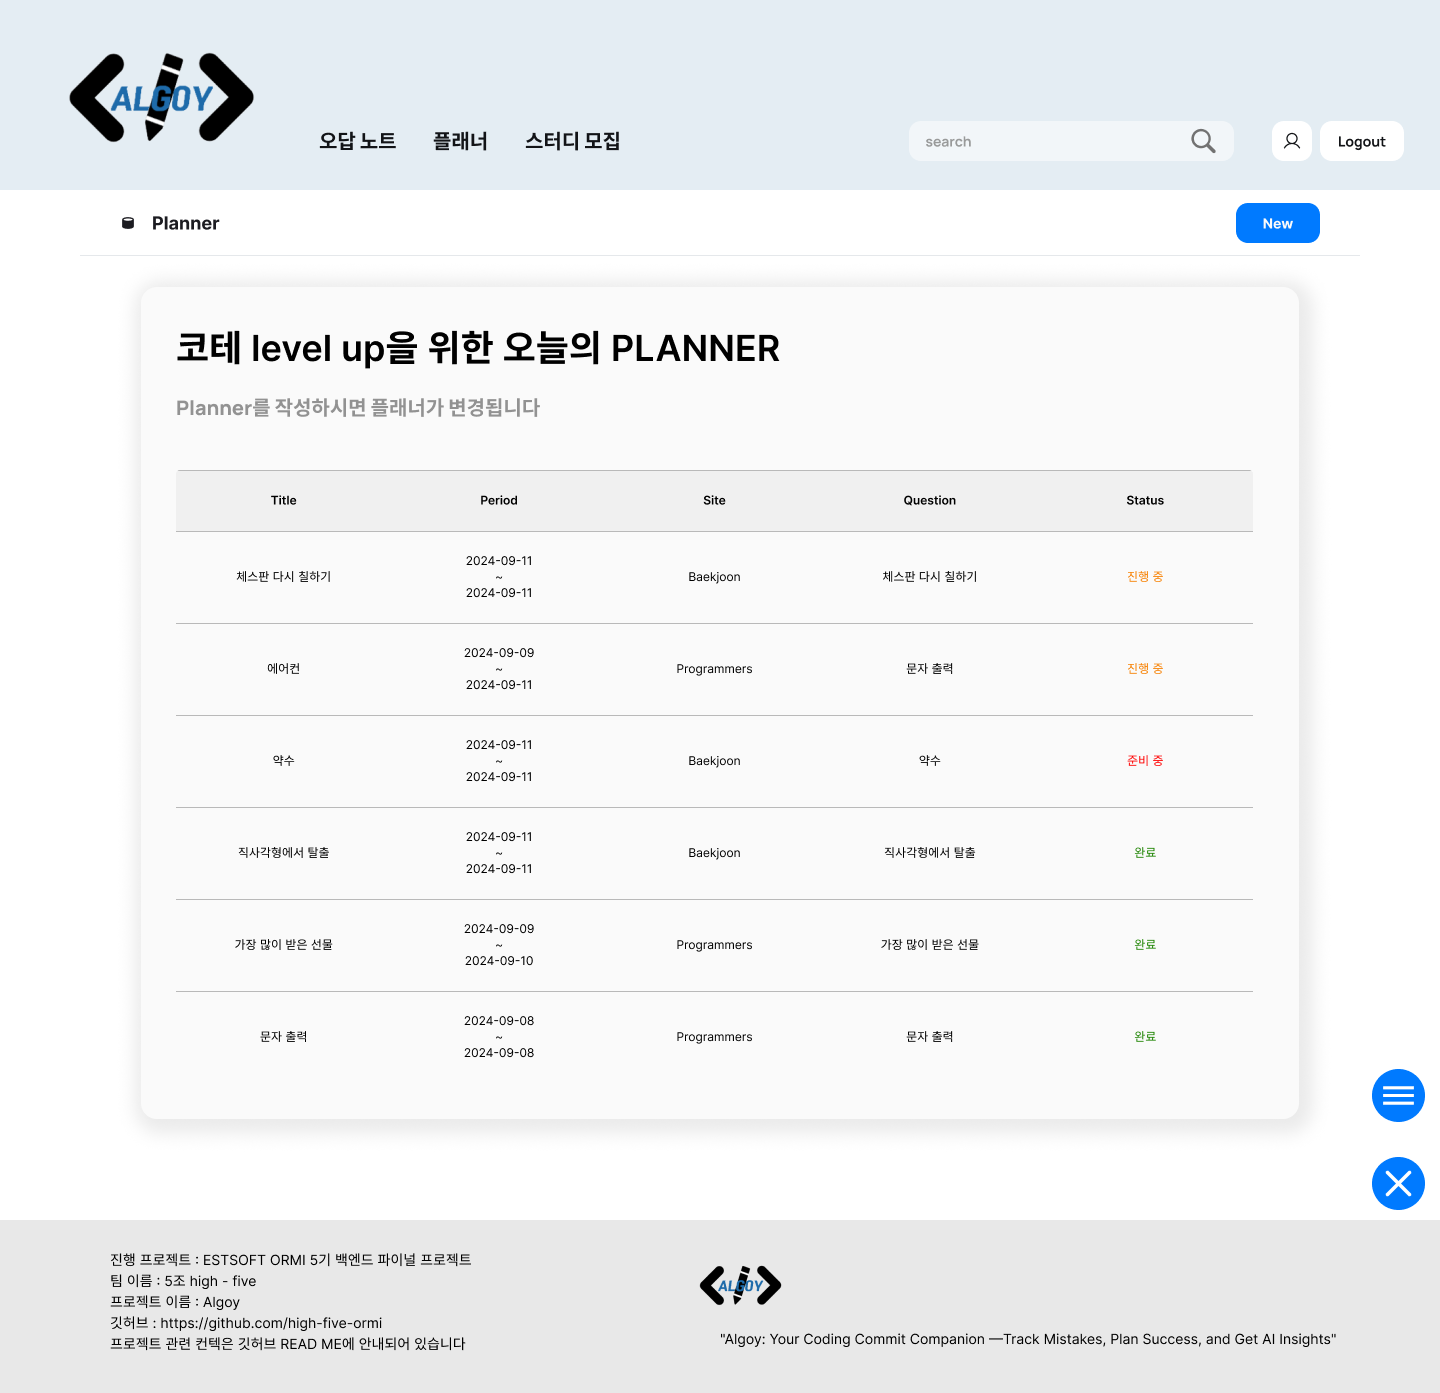 ALGOY
오답 노트 플래너 스터디 모집
search
Logout
Planner
New
코테 level up을 위한 오늘의 PLANNER
Planner를 작성하시면 플래너가 변경됩니다
Title Period Site Question Status
체스판 다시 칠하기 2024-09-11 ~ 2024-09-11 Baekjoon 체스판 다시 칠하기 진행 중
에어컨 2024-09-09 ~ 2024-09-11 Programmers 문자 출력 진행 중
약수 2024-09-11 ~ 2024-09-11 Baekjoon 약수 준비 중
직사각형에서 탈출 2024-09-11 ~ 2024-09-11 Baekjoon 직사각형에서 탈출 완료
가장 많이 받은 선물 2024-09-09 ~ 2024-09-10 Programmers 가장 많이 받은 선물 완료
문자 출력 2024-09-08 ~ 2024-09-08 Programmers 문자 출력 완료
진행 프로젝트 : ESTSOFT ORMI 5기 백엔드 파이널 프로젝트
팀 이름 : 5조 high - five
프로젝트 이름 : Algoy
깃허브 : https://github.com/high-five-ormi
프로젝트 관련 컨텍은 깃허브 READ ME에 안내되어 있습니다
ALGOY
"Algoy: Your Coding Commit Companion —Track Mistakes, Plan Success, and Get AI Insights"